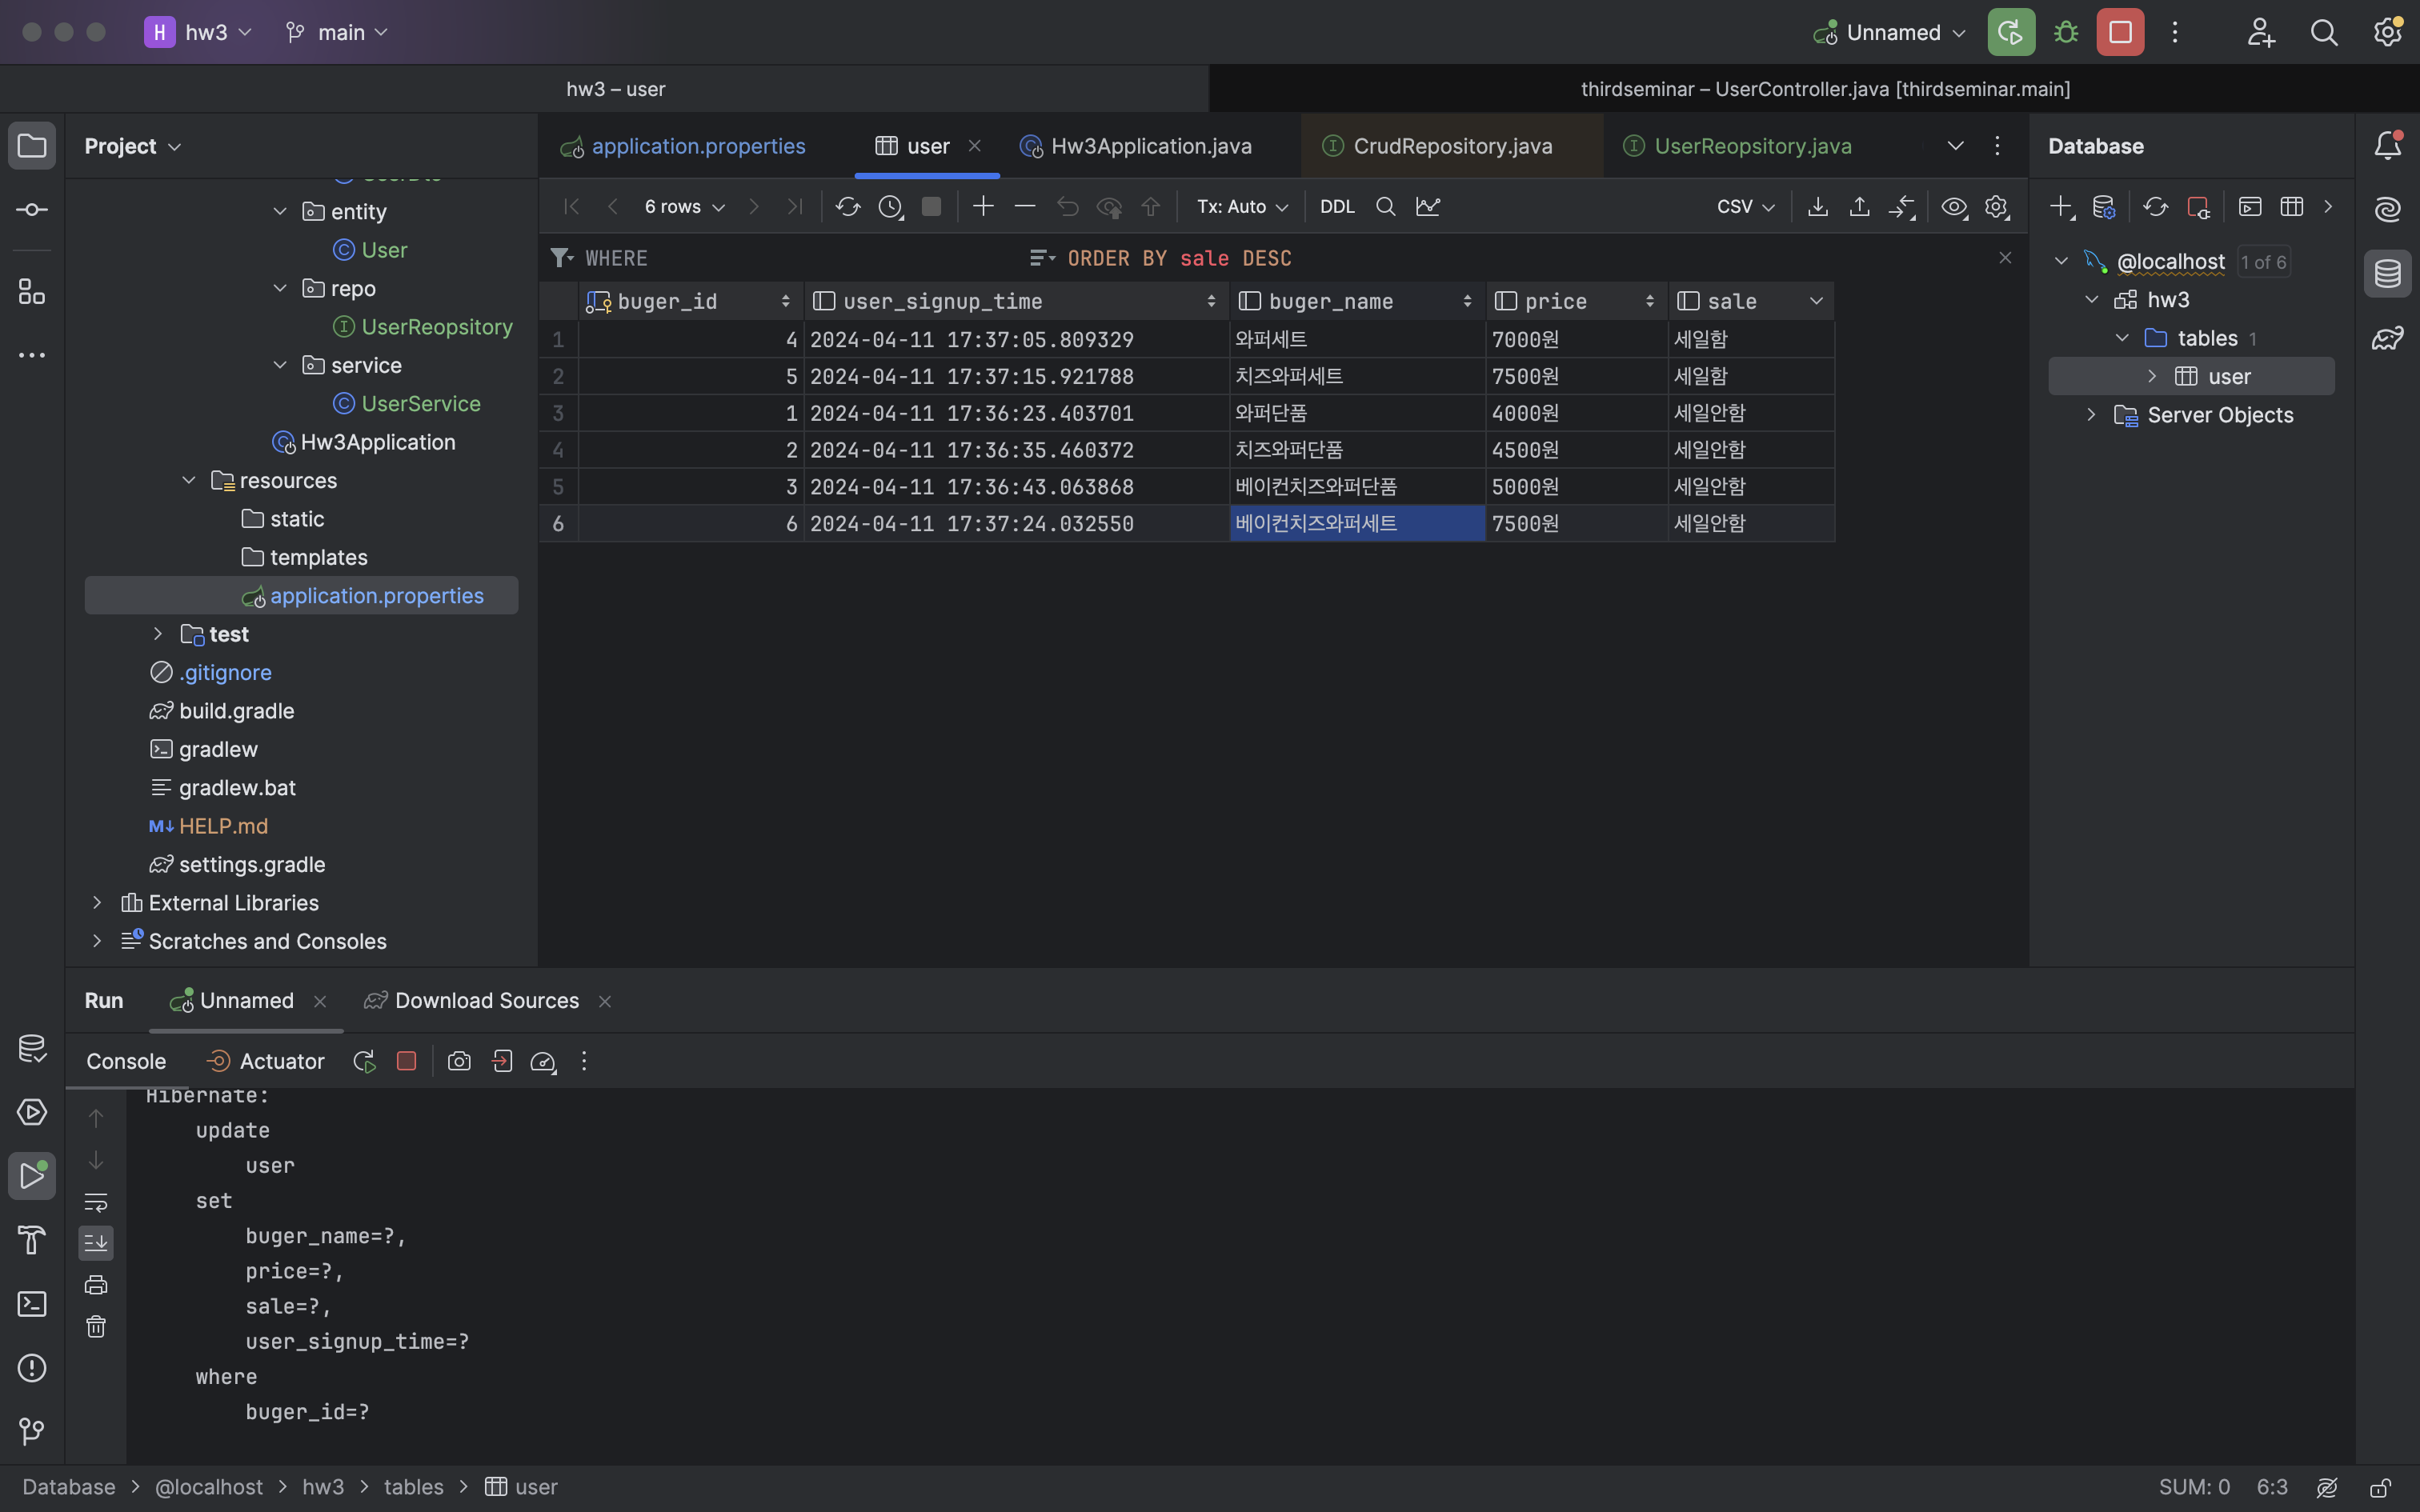 H hw3 main Unnamed
hw3 – user thirdseminar – UserController.java [thirdseminar.main]
Project
entity
User
repo
UserReopsitory
service
UserService
Hw3Application
resources
static
templates
application.properties
test
.gitignore
build.gradle
gradlew
gradlew.bat
M↓ HELP.md
settings.gradle
External Libraries
Scratches and Consoles
application.properties user Hw3Application.java CrudRepository.java UserReopsitory.java
6 rows Tx: Auto DDL CSV
WHERE ORDER BY sale DESC
buger_id user_signup_time buger_name price sale
1 4 2024-04-11 17:37:05.809329 와퍼세트 7000원 세일함
2 5 2024-04-11 17:37:15.921788 치즈와퍼세트 7500원 세일함
3 1 2024-04-11 17:36:23.403701 와퍼단품 4000원 세일안함
4 2 2024-04-11 17:36:35.460372 치즈와퍼단품 4500원 세일안함
5 3 2024-04-11 17:36:43.063868 베이컨치즈와퍼단품 5000원 세일안함
6 6 2024-04-11 17:37:24.032550 베이컨치즈와퍼세트 7500원 세일안함
Database
@localhost 1 of 6
hw3
tables 1
user
Server Objects
Run Unnamed Download Sources
Console Actuator
Hibernate:
update
user
set
buger_name=?,
price=?,
sale=?,
user_signup_time=?
where
buger_id=?
Database > @localhost > hw3 > tables > user SUM: 0 6:3